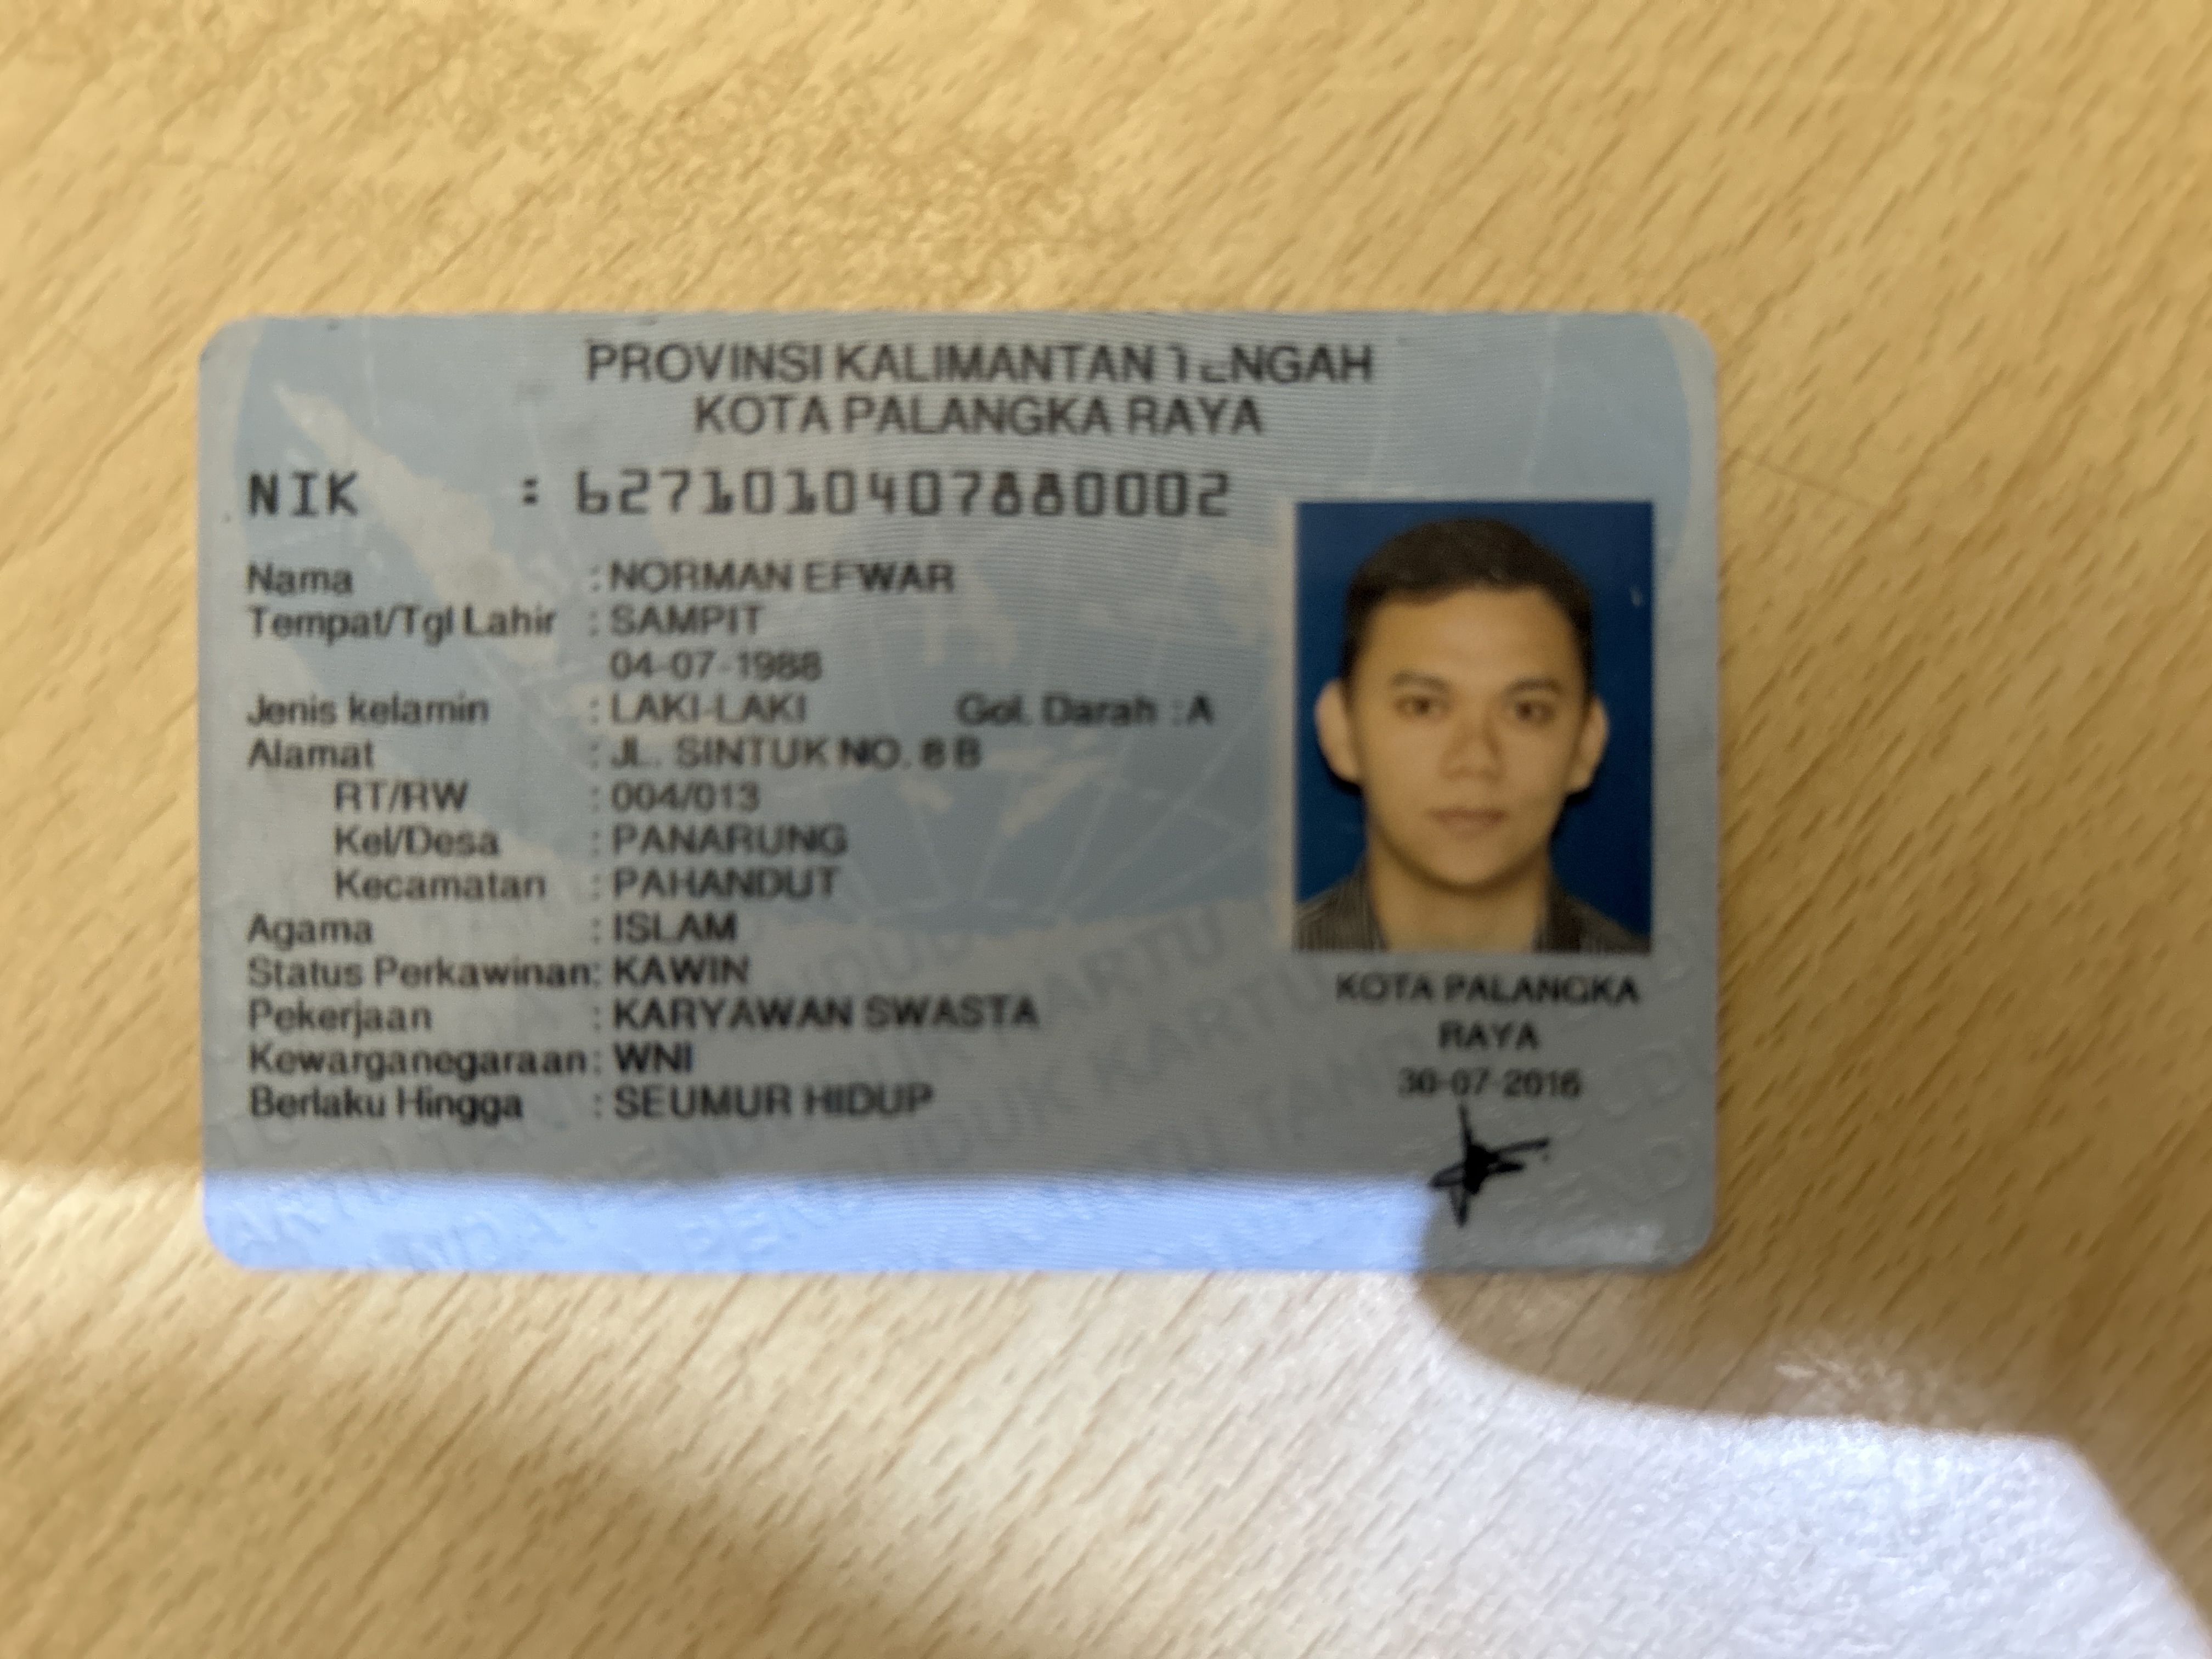 PROVINSI KALIMANTAN TENGAH
KOTA PALANGKA RAYA
NIK : 6271010407880002
Nama : NORMAN EFWAR
Tempat/Tgl Lahir : SAMPIT
04-07-1988
Jenis kelamin : LAKI-LAKI Gol. Darah : A
Alamat : JL. SINTUK NO. 8 B
RT/RW : 004/013
Kel/Desa : PANARUNG
Kecamatan : PAHANDUT
Agama : ISLAM
Status Perkawinan: KAWIN
Pekerjaan : KARYAWAN SWASTA
Kewarganegaraan: WNI
Berlaku Hingga : SEUMUR HIDUP
KOTA PALANGKA
RAYA
30-07-2016